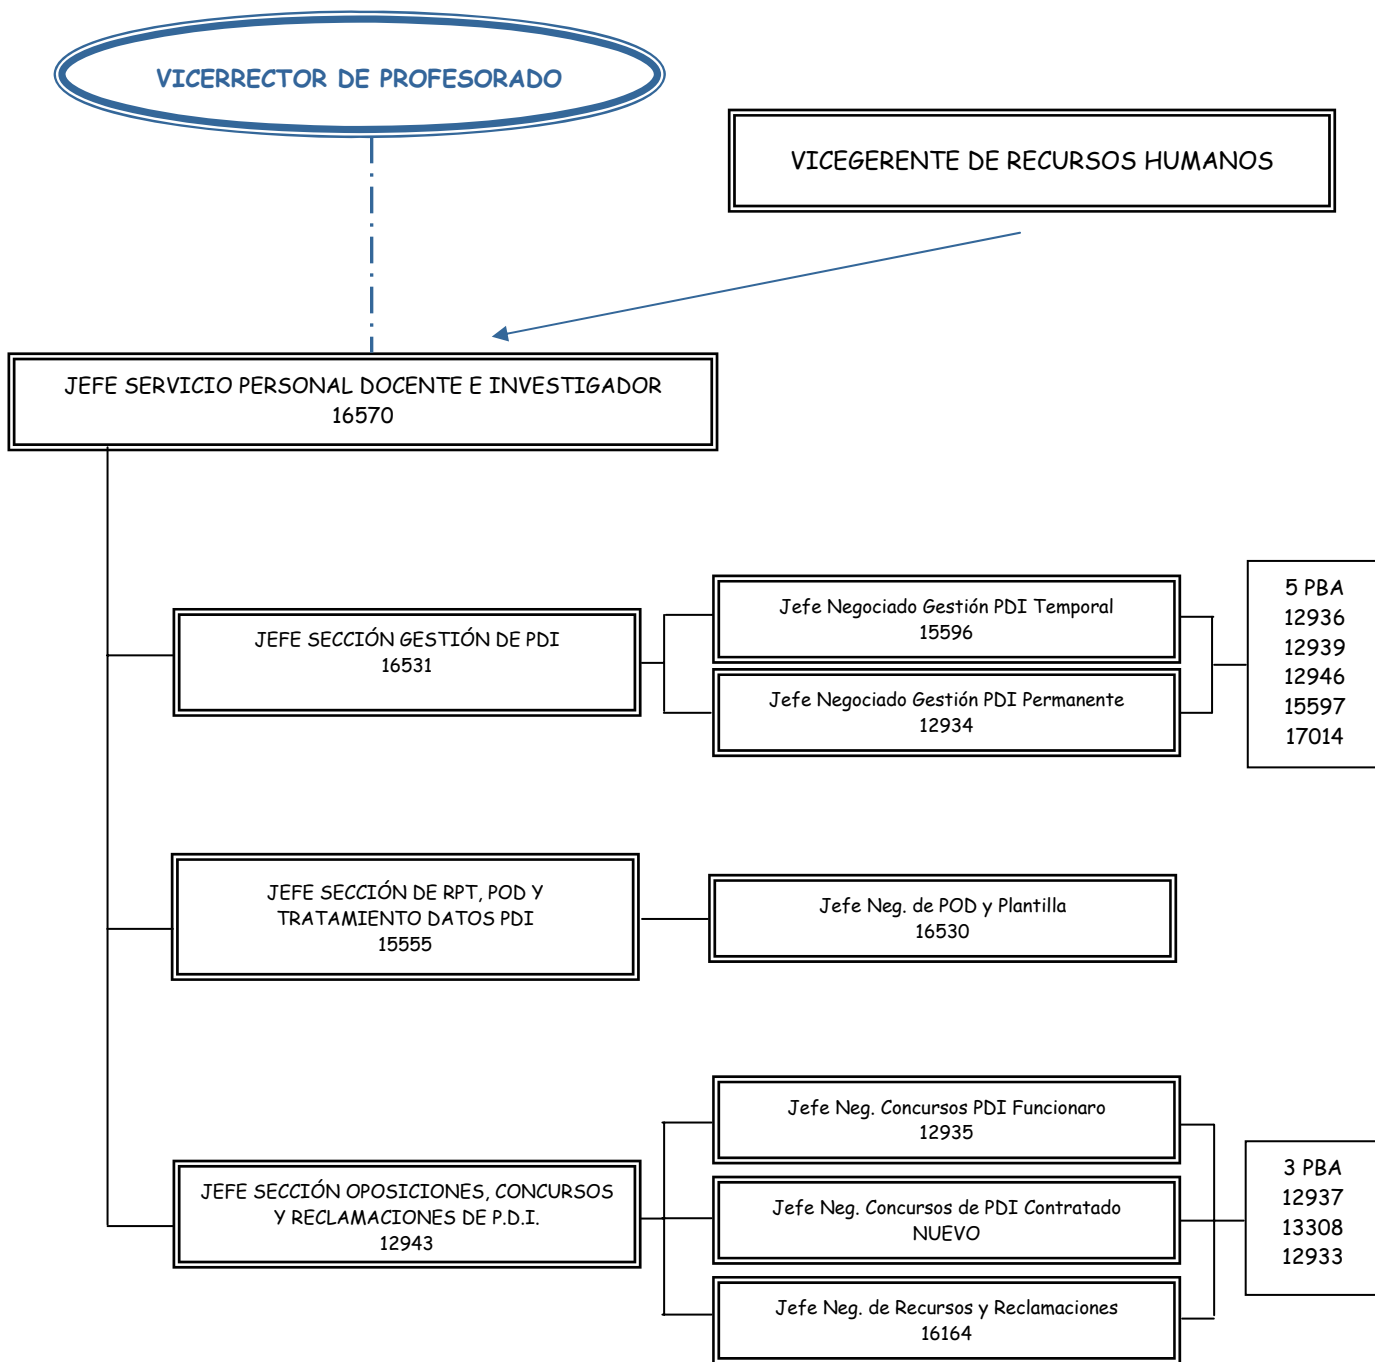 VICERRECTOR DE PROFESORADO
VICEGERENTE DE RECURSOS HUMANOS
JEFE SERVICIO PERSONAL DOCENTE E INVESTIGADOR
16570
JEFE SECCIÓN GESTIÓN DE PDI
16531
Jefe Negociado Gestión PDI Temporal
15596
Jefe Negociado Gestión PDI Permanente
12934
5 PBA
12936
12939
12946
15597
17014
JEFE SECCIÓN DE RPT, POD Y
TRATAMIENTO DATOS PDI
15555
Jefe Neg. de POD y Plantilla
16530
JEFE SECCIÓN OPOSICIONES, CONCURSOS
Y RECLAMACIONES DE P.D.I.
12943
Jefe Neg. Concursos PDI Funcionaro
12935
Jefe Neg. Concursos de PDI Contratado
NUEVO
Jefe Neg. de Recursos y Reclamaciones
16164
3 PBA
12937
13308
12933